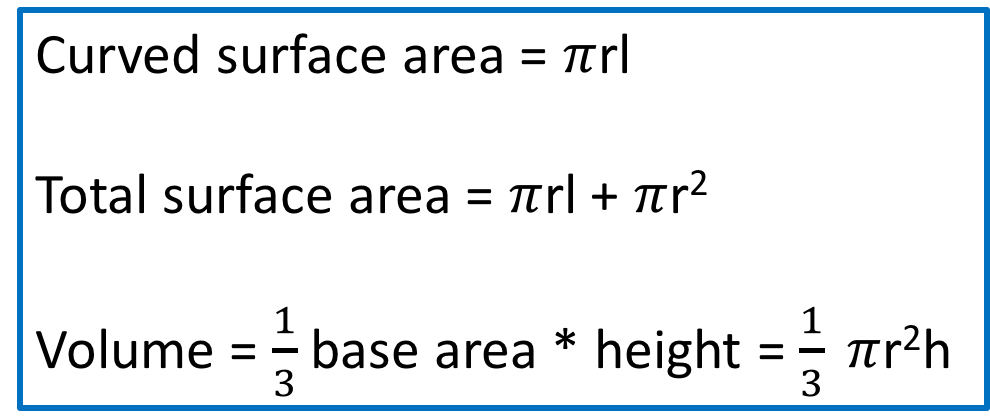 Curved surface area = 𝜋rl
Total surface area = 𝜋rl + 𝜋r²
Volume = 1/3 base area * height = 1/3 𝜋r²h